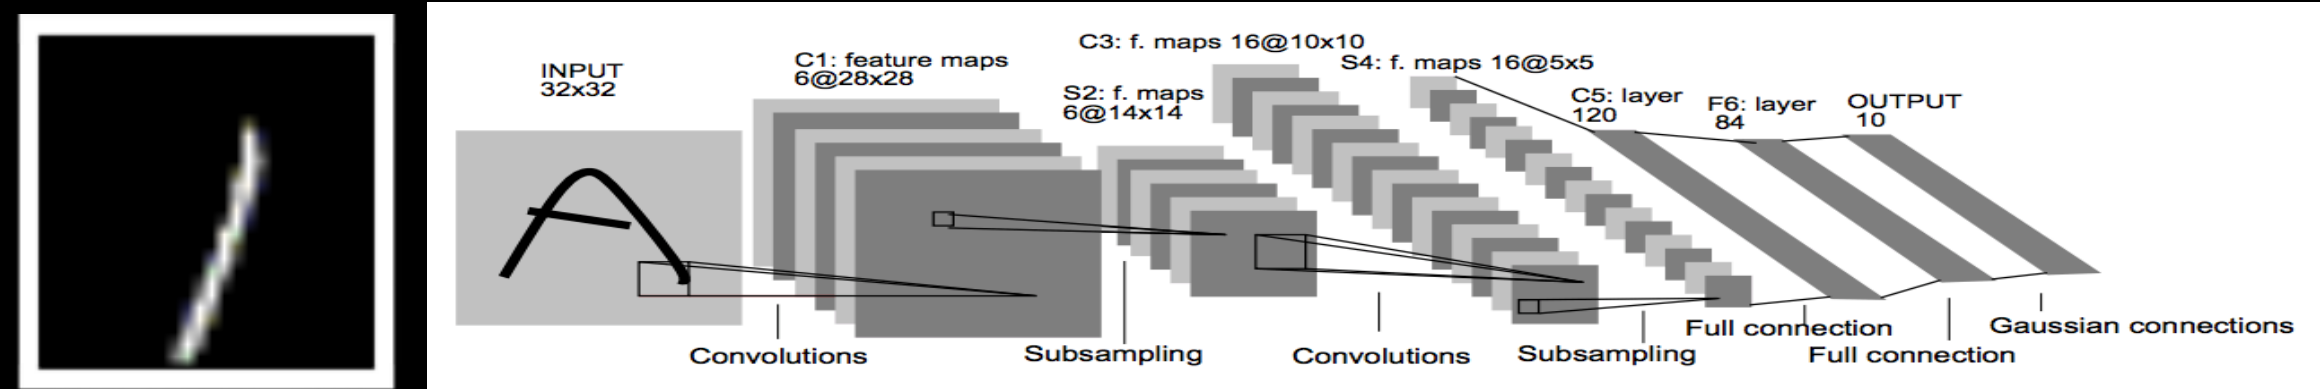 INPUT
32x32
C1: feature maps
6@28x28
S2: f. maps
6@14x14
C3: f. maps 16@10x10
S4: f. maps 16@5x5
C5: layer
120
F6: layer
84
OUTPUT
10
Convolutions
Subsampling
Convolutions
Subsampling
Full connection
Full connection
Gaussian connections